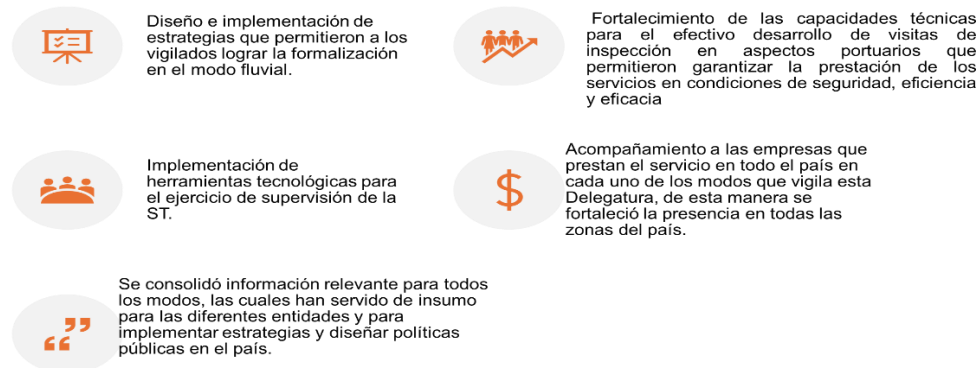 Diseño e implementación de
estrategias que permitieron a los
vigilados lograr la formalización
en el modo fluvial.
Fortalecimiento de las capacidades técnicas
para el efectivo desarrollo de visitas de
inspección en aspectos portuarios que
permitieron garantizar la prestación de los
servicios en condiciones de seguridad, eficiencia
y eficacia
Implementación de
herramientas tecnológicas para
el ejercicio de supervisión de la
ST.
Acompañamiento a las empresas que
prestan el servicio en todo el país en
cada uno de los modos que vigila esta
Delegatura, de esta manera se
fortaleció la presencia en todas las
zonas del país.
Se consolidó información relevante para todos
los modos, las cuales han servido de insumo
para las diferentes entidades y para
implementar estrategias y diseñar políticas
públicas en el país.